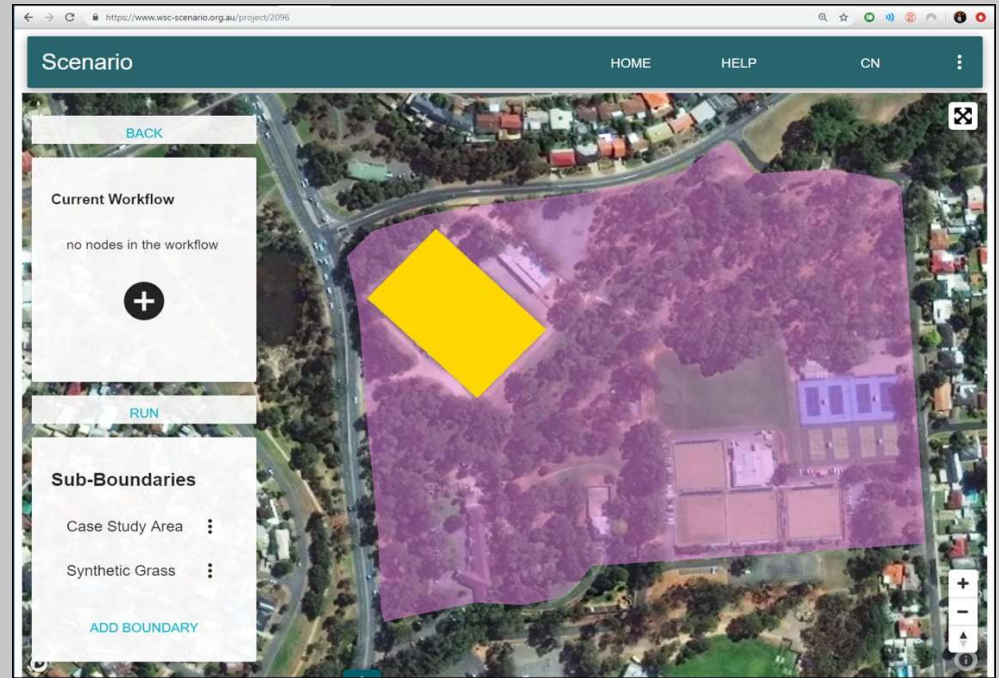 https://www.wsc-scenario.org.au/project/2096
Scenario
HOME
HELP
CN
BACK
Current Workflow
no nodes in the workflow
RUN
Sub-Boundaries
Case Study Area
Synthetic Grass
ADD BOUNDARY